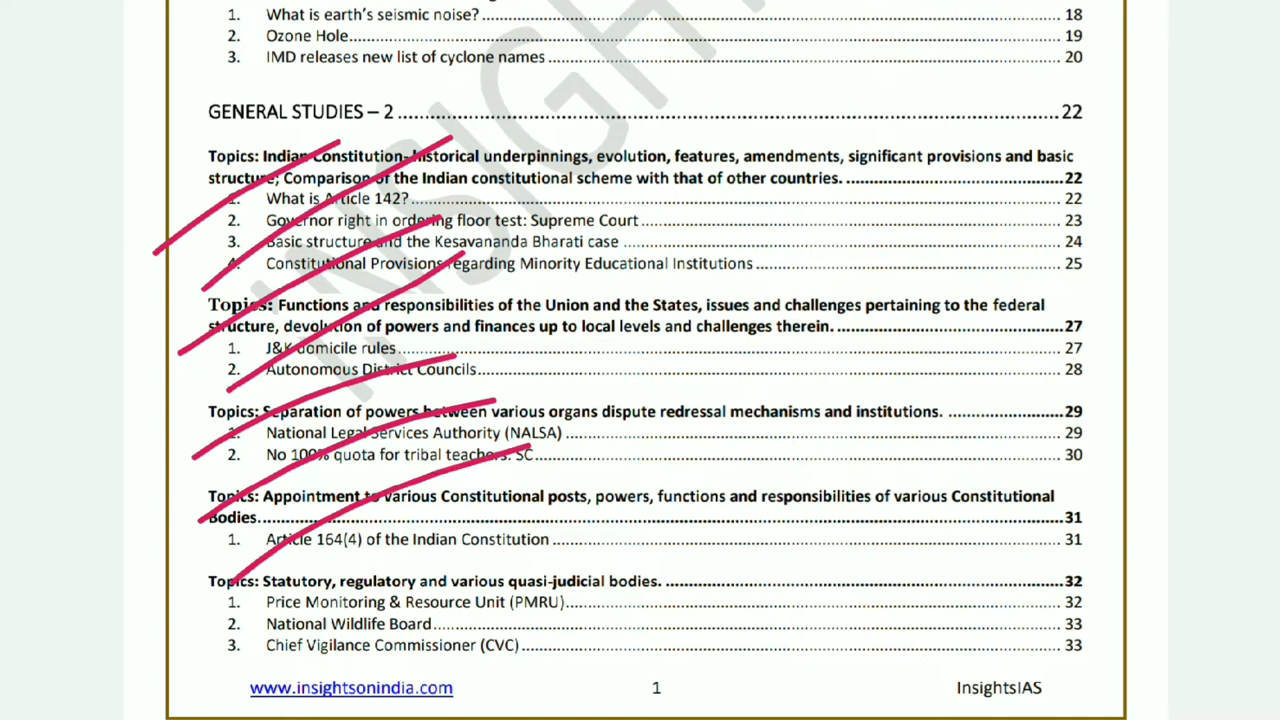 1. What is earth's seismic noise? 18
2. Ozone Hole 19
3. IMD releases new list of cyclone names 20
GENERAL STUDIES – 2 22
Topics: Indian Constitution- historical underpinnings, evolution, features, amendments, significant provisions and basic
structure; Comparison of the Indian constitutional scheme with that of other countries. 22
1. What is Article 142? 22
2. Governor right in ordering floor test: Supreme Court 23
3. Basic structure and the Kesavananda Bharati case 24
4. Constitutional Provisions regarding Minority Educational Institutions 25
Topics: Functions and responsibilities of the Union and the States, issues and challenges pertaining to the federal
structure, devolution of powers and finances up to local levels and challenges therein. 27
1. J&K domicile rules 27
2. Autonomous District Councils 28
Topics: Separation of powers between various organs dispute redressal mechanisms and institutions. 29
1. National Legal Services Authority (NALSA) 29
2. No 100% quota for tribal teachers: SC 30
Topics: Appointment to various Constitutional posts, powers, functions and responsibilities of various Constitutional
Bodies. 31
1. Article 164(4) of the Indian Constitution 31
Topics: Statutory, regulatory and various quasi-judicial bodies. 32
1. Price Monitoring & Resource Unit (PMRU) 32
2. National Wildlife Board 33
3. Chief Vigilance Commissioner (CVC) 33
www.insightsonindia.com 1 InsightsIAS